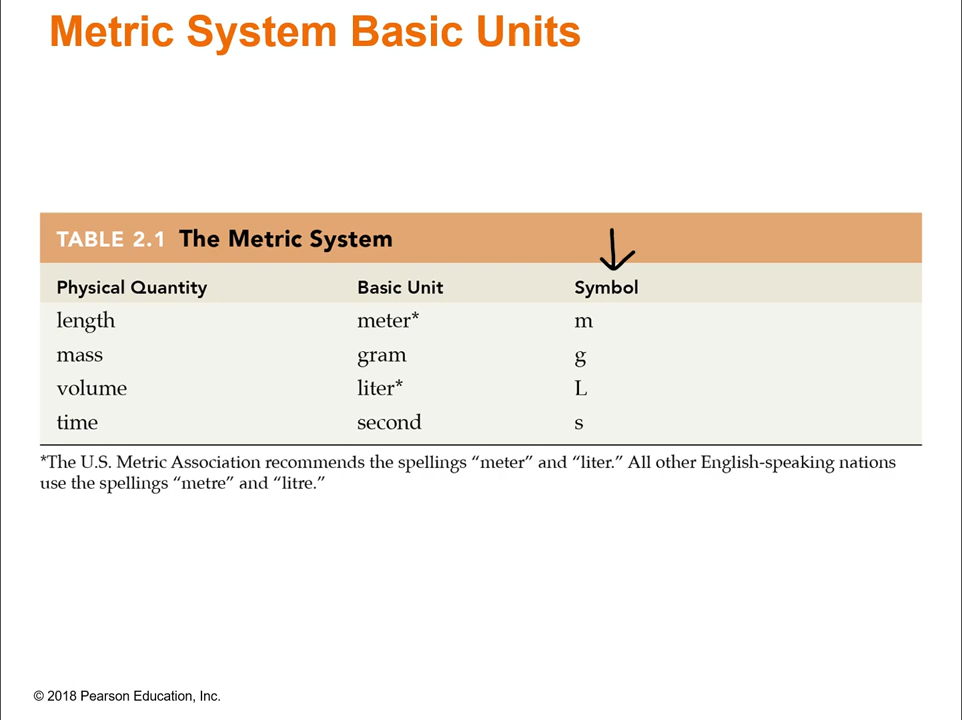 Metric System Basic Units
TABLE 2.1 The Metric System
Physical Quantity Basic Unit Symbol
length meter* m
mass gram g
volume liter* L
time second s
*The U.S. Metric Association recommends the spellings “meter” and “liter.” All other English-speaking nations
use the spellings “metre” and “litre.”
© 2018 Pearson Education, Inc.